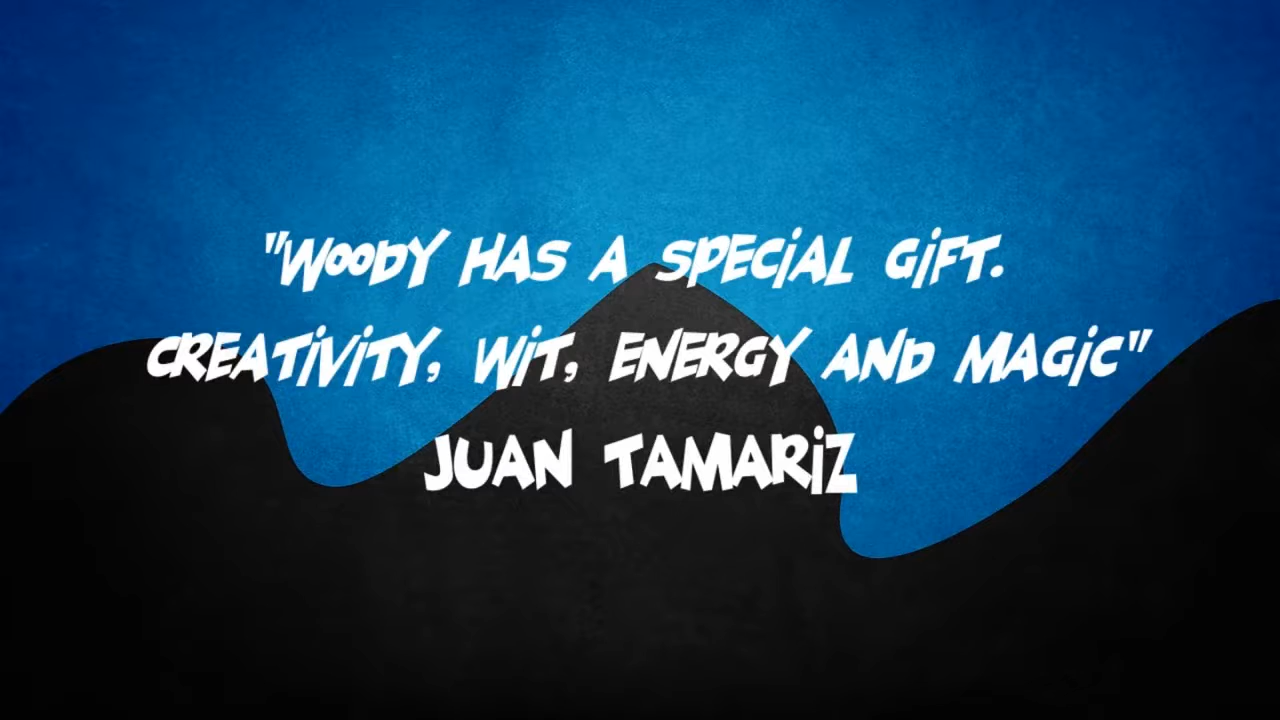 "WOODY HAS A SPECIAL GIFT.
CREATIVITY, WIT, ENERGY AND MAGIC"
JUAN TAMARIZ